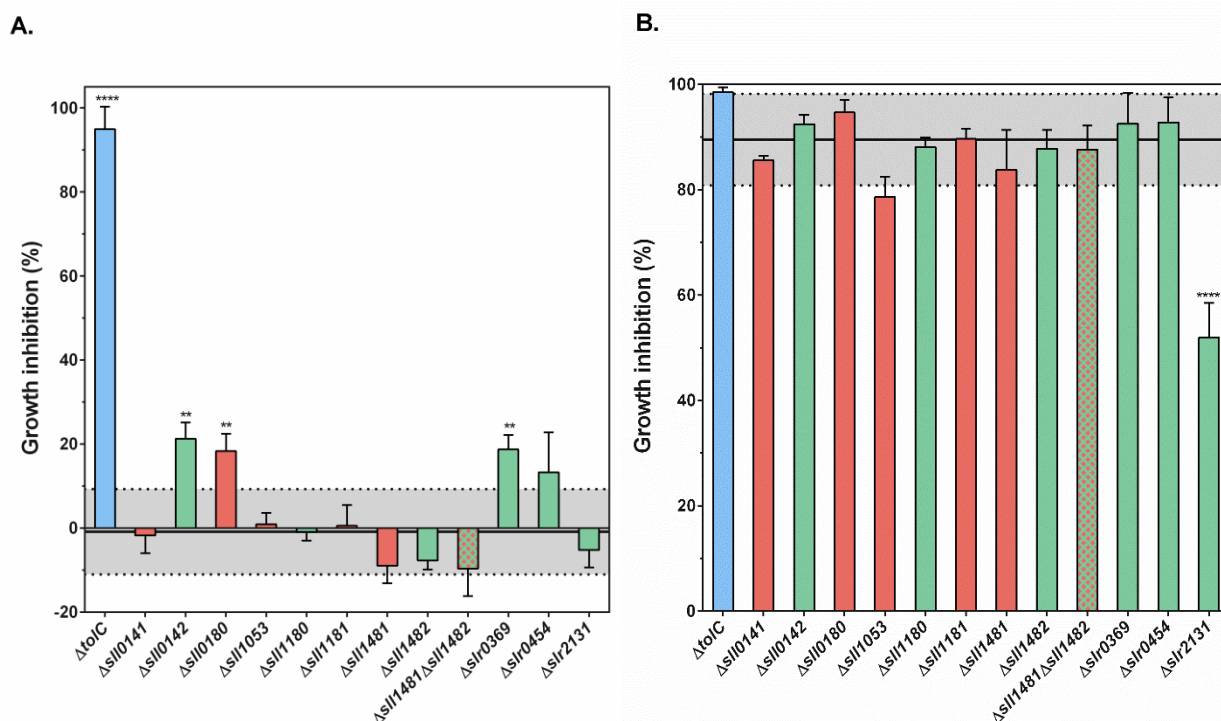 A.
B.
Growth inhibition (%)
100
80
60
40
20
0
-20
****
**
**
**
ΔtolC
Δsll0141
Δsll0142
Δsll0180
Δsll1053
Δsll1180
Δsll1181
Δsll1481
Δsll1482
Δsll1481Δsll1482
Δslr0369
Δslr0454
Δslr2131
Growth inhibition (%)
100
80
60
40
20
0
****
ΔtolC
Δsll0141
Δsll0142
Δsll0180
Δsll1053
Δsll1180
Δsll1181
Δsll1481
Δsll1482
Δsll1481Δsll1482
Δslr0369
Δslr0454
Δslr2131